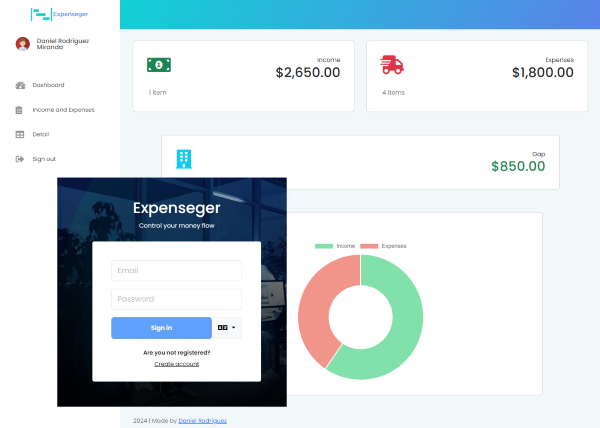 Expenseger
Daniel Rodríguez
Miranda
Dashboard
Income and Expenses
Detail
Sign out
Income
$2,650.00
1 item
Expenses
$1,800.00
4 items
Gap
$850.00
Income
Expenses
Expenseger
Control your money flow
Email
Password
Sign in
Are you not registered?
Create account
2024 | Made by Daniel Rodríguez